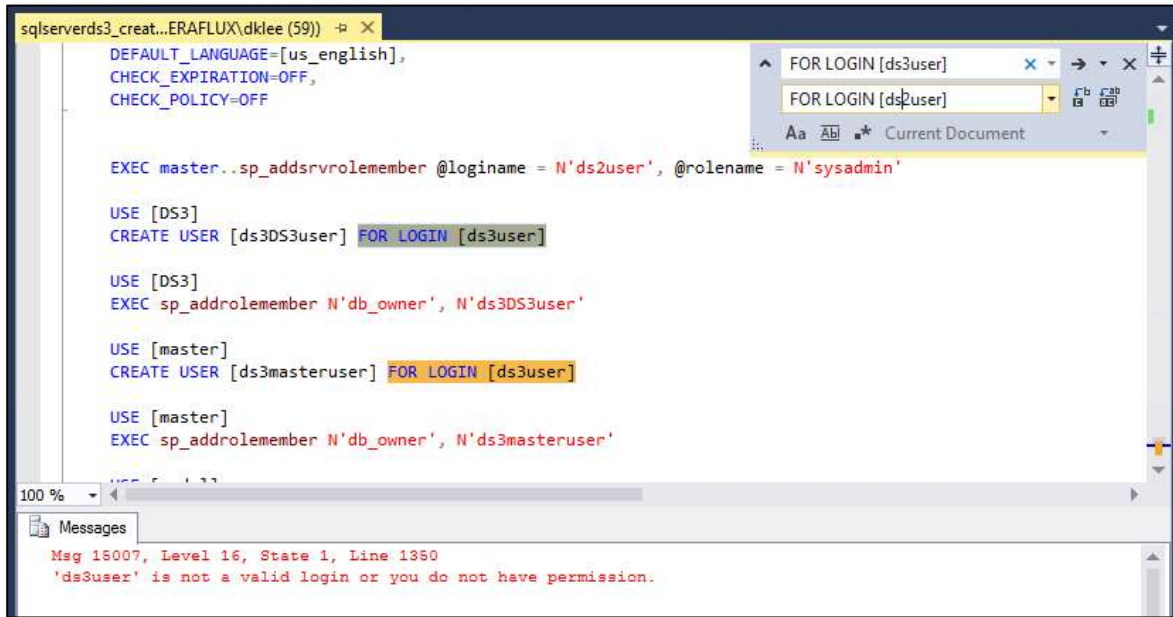 sqlserverds3_creat...ERAFLUX\dklee (59))
DEFAULT_LANGUAGE=[us_english],
CHECK_EXPIRATION=OFF,
CHECK_POLICY=OFF
FOR LOGIN [ds3user]
FOR LOGIN [ds2user]
Aa Ab .* Current Document
EXEC master..sp_addsrvrolemember @loginame = N'ds2user', @rolename = N'sysadmin'
USE [DS3]
CREATE USER [ds3DS3user] FOR LOGIN [ds3user]
USE [DS3]
EXEC sp_addrolemember N'db_owner', N'ds3DS3user'
USE [master]
CREATE USER [ds3masteruser] FOR LOGIN [ds3user]
USE [master]
EXEC sp_addrolemember N'db_owner', N'ds3masteruser'
100 %
Messages
Msg 15007, Level 16, State 1, Line 1350
'ds3user' is not a valid login or you do not have permission.